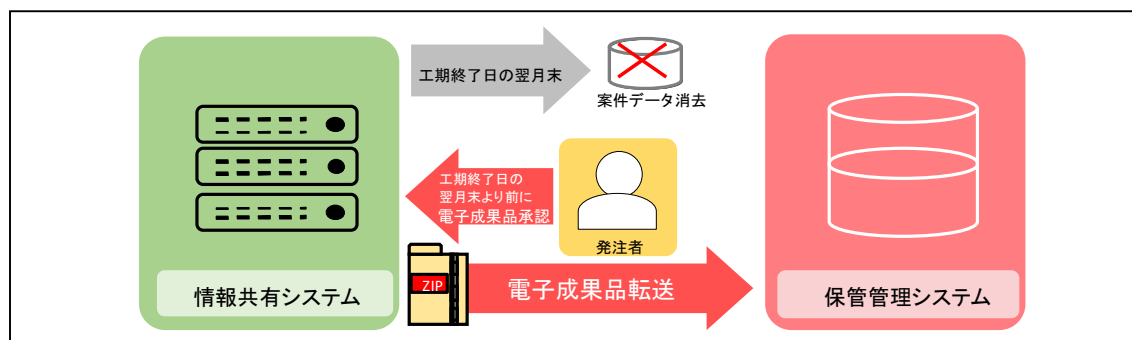 工期終了日の翌月末
案件データ消去
工期終了日の
翌月末より前に
電子成果品承認
発注者
ZIP
電子成果品転送
情報共有システム
保管管理システム